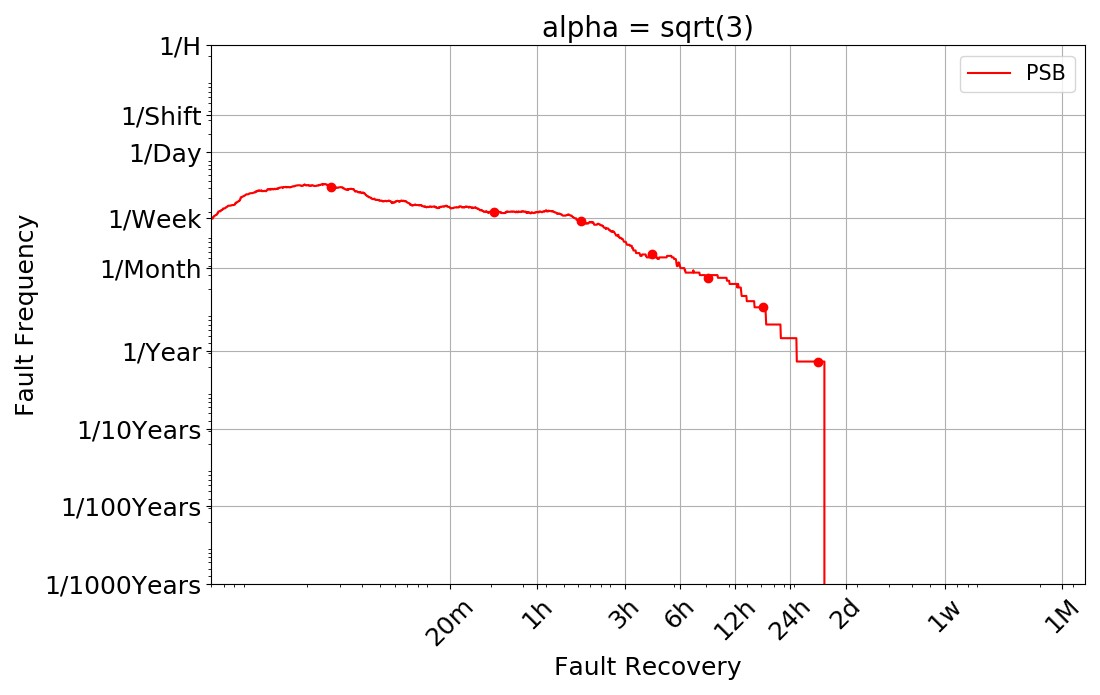 alpha = sqrt(3)
PSB
Fault Frequency
1/H
1/Shift
1/Day
1/Week
1/Month
1/Year
1/10Years
1/100Years
1/1000Years
20m
1h
3h
6h
12h
24h
2d
1w
1M
Fault Recovery